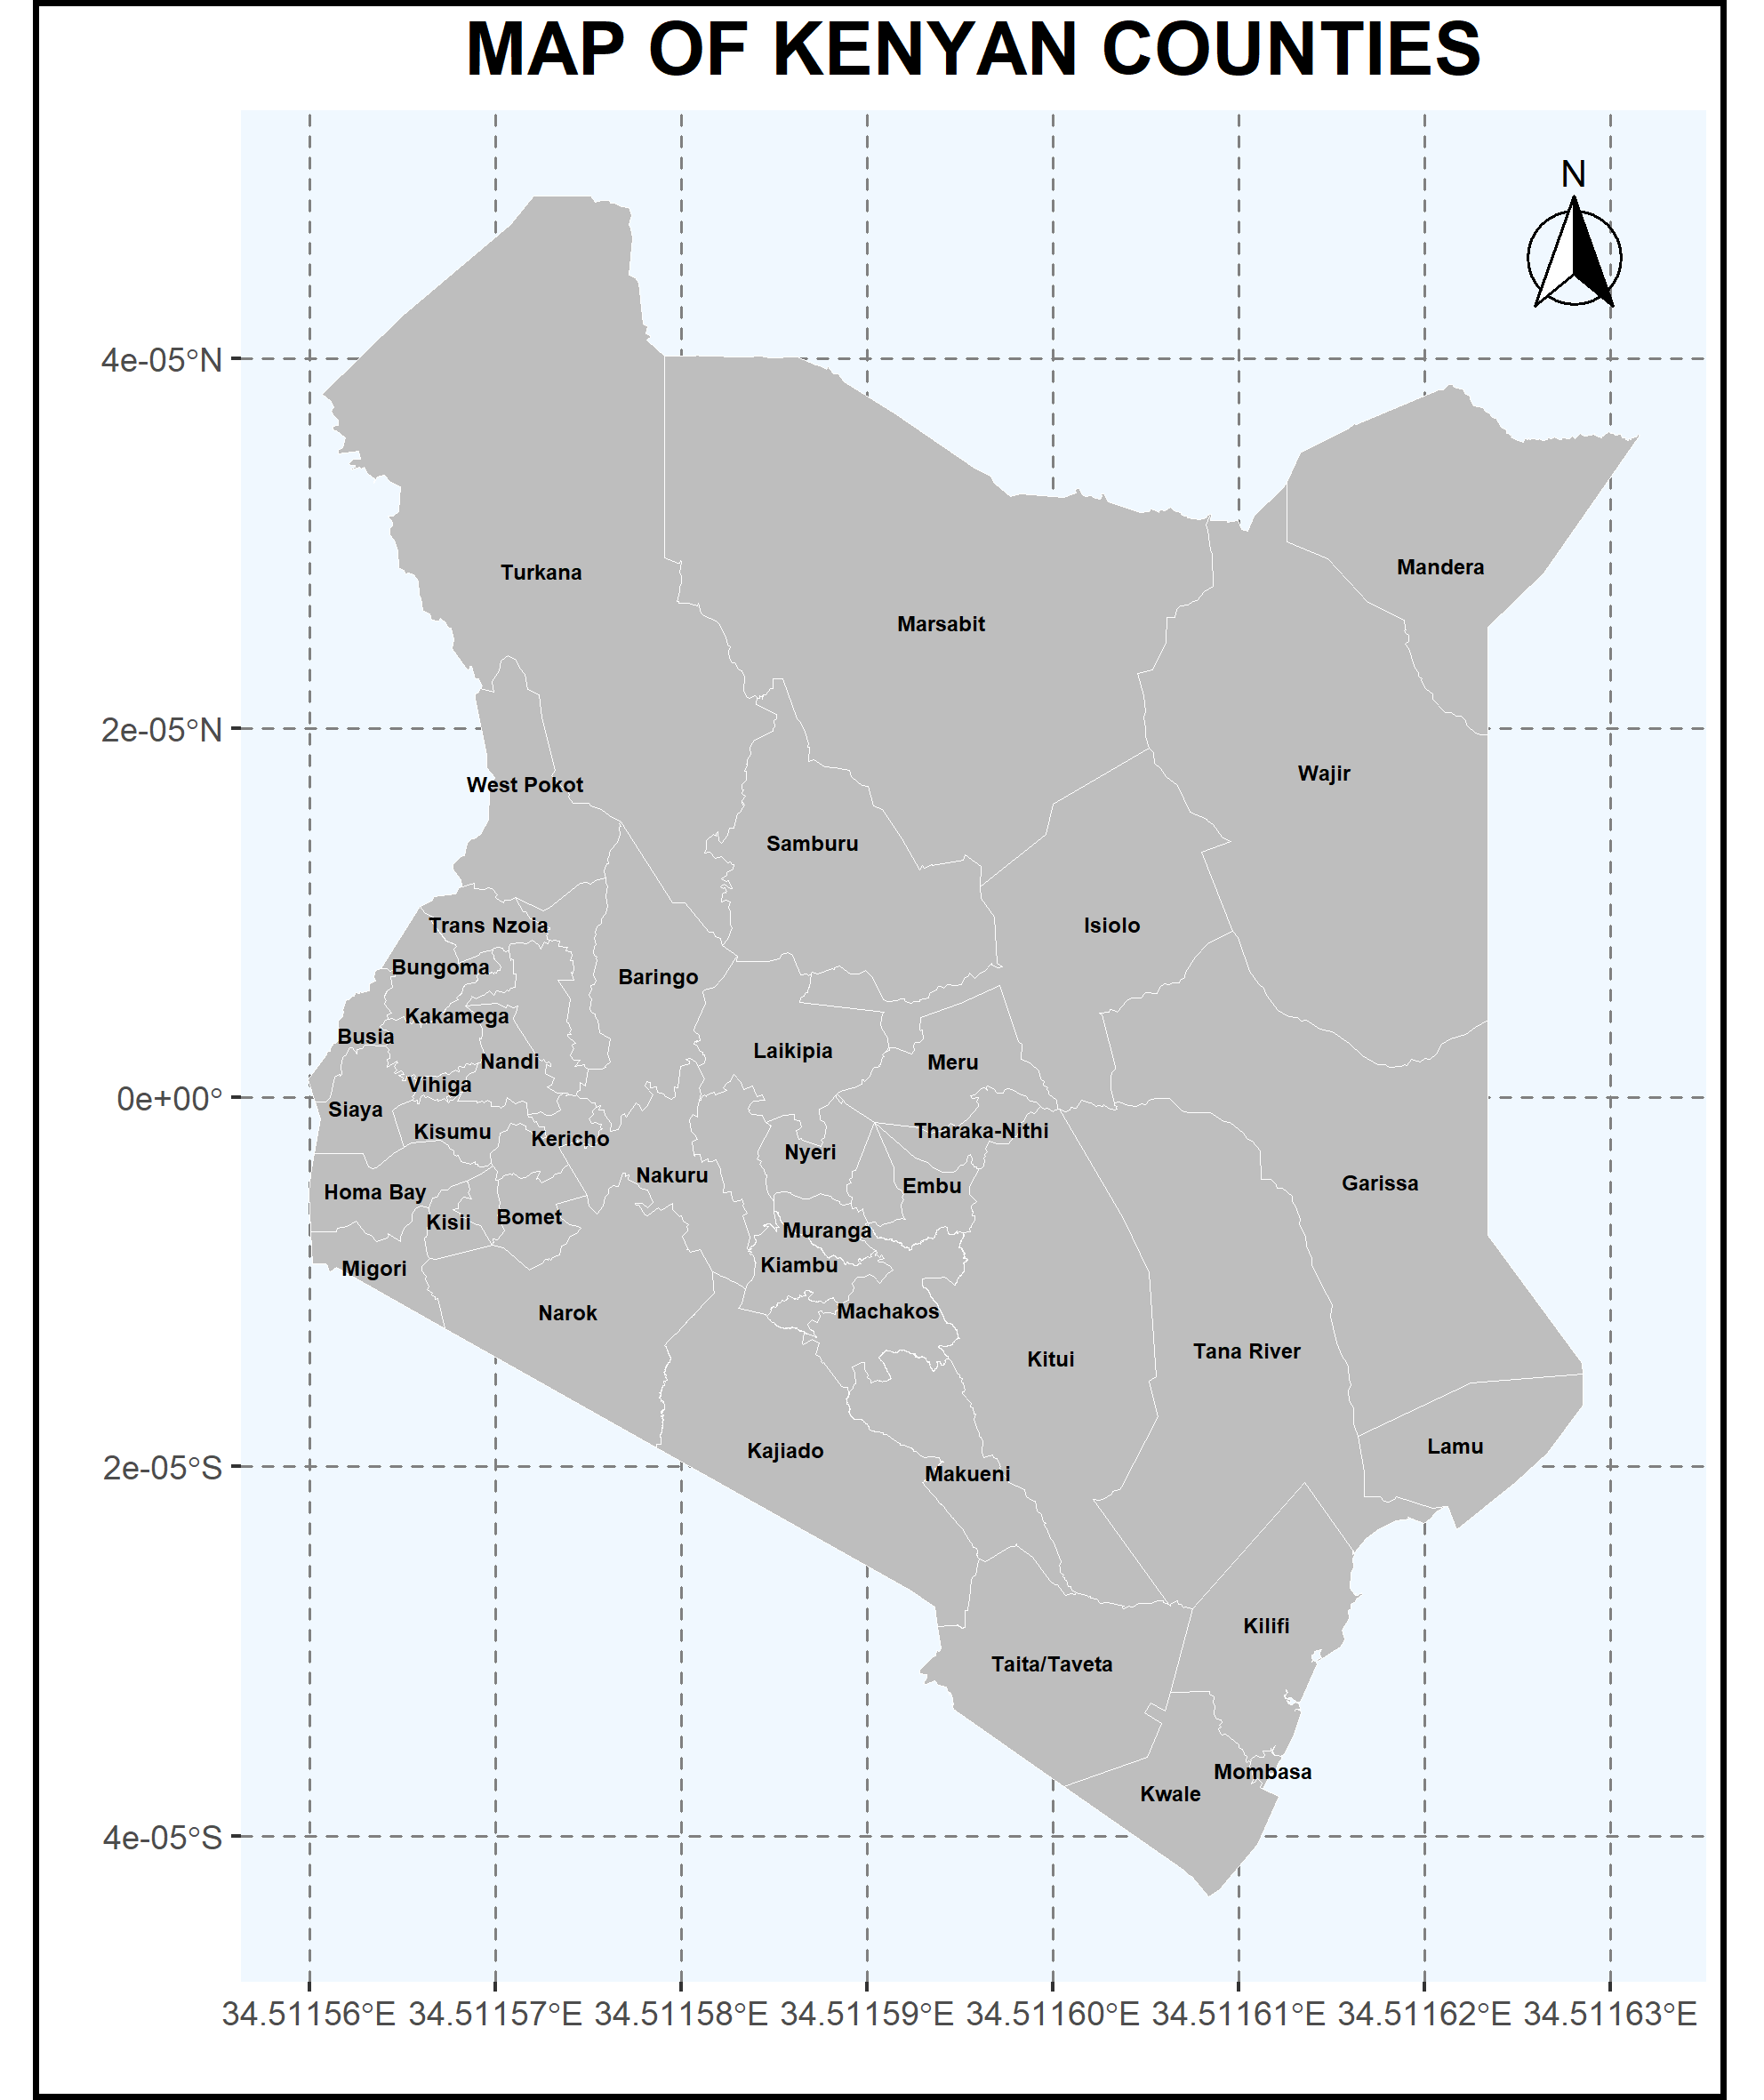 MAP OF KENYAN COUNTIES
N
4e-05°N
2e-05°N
0e+00°
2e-05°S
4e-05°S
Turkana
Mandera
Marsabit
Wajir
West Pokot
Samburu
Trans Nzoia
Isiolo
Bungoma
Baringo
Kakamega
Busia
Laikipia
Nandi
Meru
Vihiga
Siaya
Kisumu
Kericho
Tharaka-Nithi
Nyeri
Nakuru
Garissa
Embu
Homa Bay
Kisii
Bomet
Muranga
Kiambu
Migori
Narok
Machakos
Tana River
Kitui
Lamu
Kajiado
Makueni
Kilifi
Taita/Taveta
Mombasa
Kwale
34.51156°E 34.51157°E 34.51158°E 34.51159°E 34.51160°E 34.51161°E 34.51162°E 34.51163°E